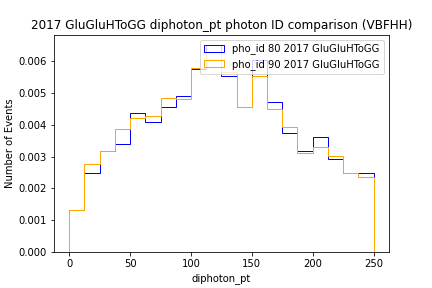 2017 GluGluHToGG diphoton_pt photon ID comparison (VBFHH)
pho_id 80 2017 GluGluHToGG
pho_id 90 2017 GluGluHToGG
0.006
0.005
0.004
0.003
0.002
0.001
0.000
Number of Events
0 50 100 150 200 250
diphoton_pt